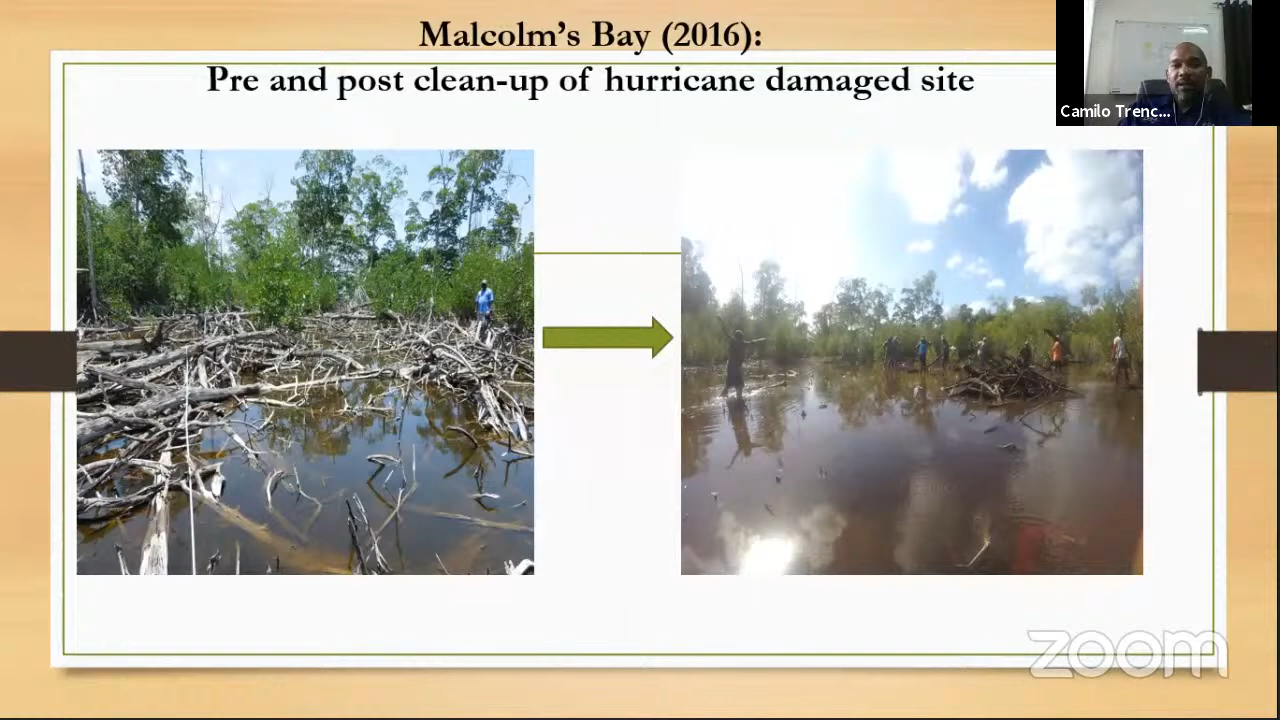 Malcolm's Bay (2016):
Pre and post clean-up of hurricane damaged site
Camilo Trenc...
zoom